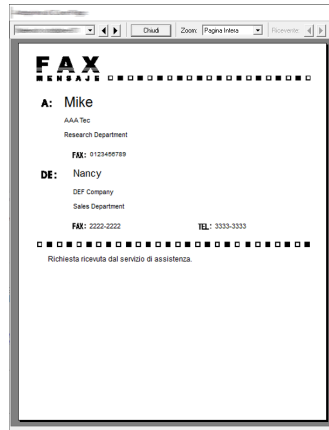 Chiudi Zoom: Pagina Intera Ricevente:
FAX
MENSAJE
A: Mike
AAA Tec
Research Department
FAX: 0123456789
DE: Nancy
DEF Company
Sales Department
FAX: 2222-2222 TEL: 3333-3333
Richiesta ricevuta dal servizio di assistenza.